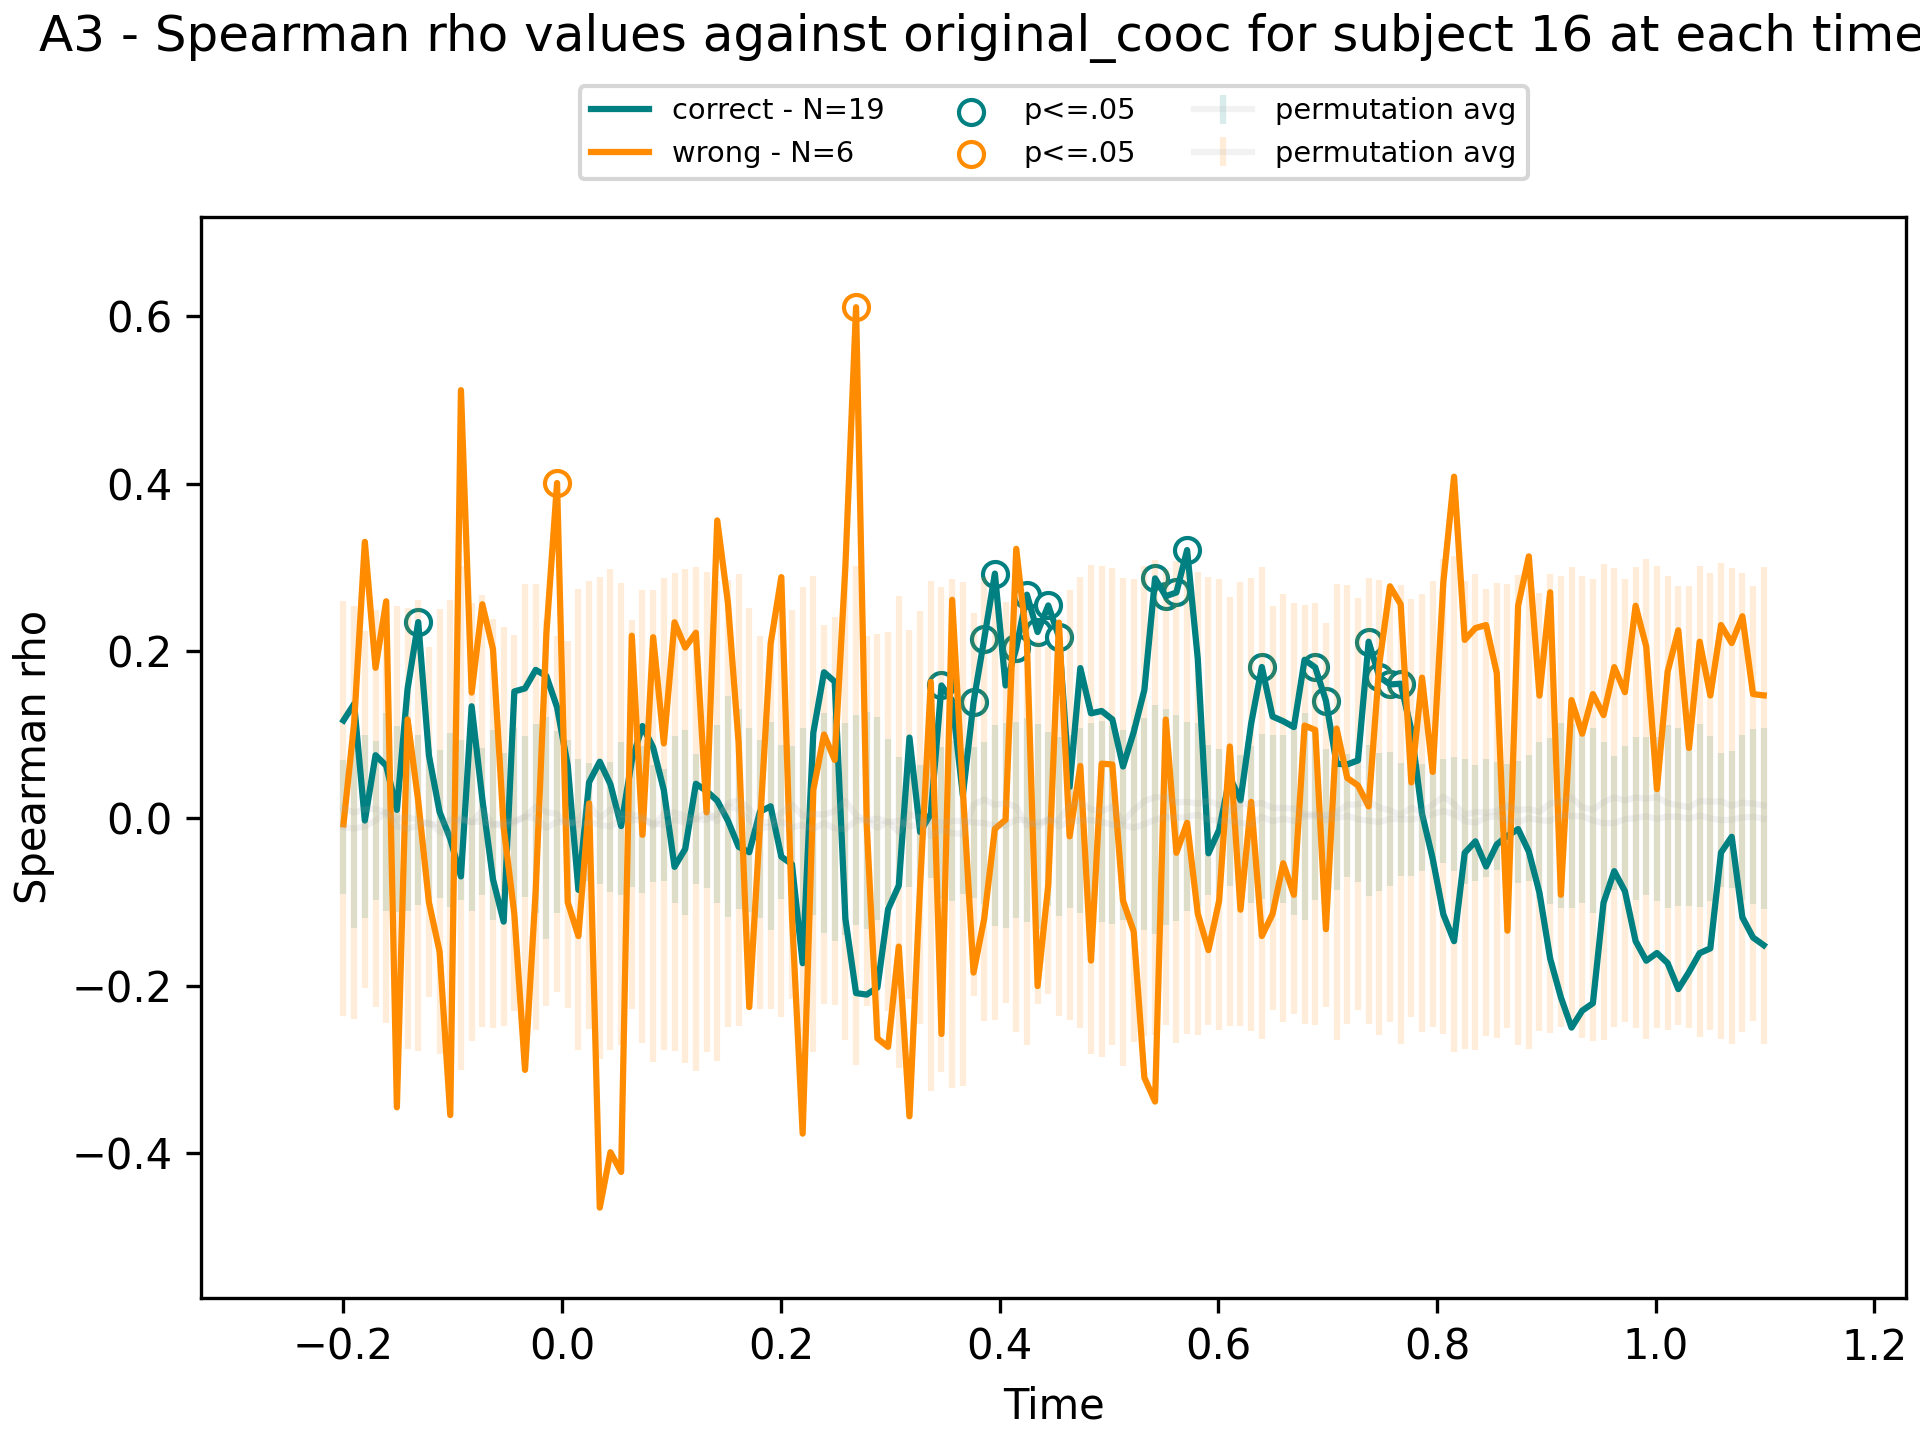 A3 - Spearman rho values against original_cooc for subject 16 at each time
correct - N=19
wrong - N=6
p<=.05
p<=.05
permutation avg
permutation avg
Spearman rho
0.6
0.4
0.2
0.0
−0.2
−0.4
−0.2 0.0 0.2 0.4 0.6 0.8 1.0 1.2
Time